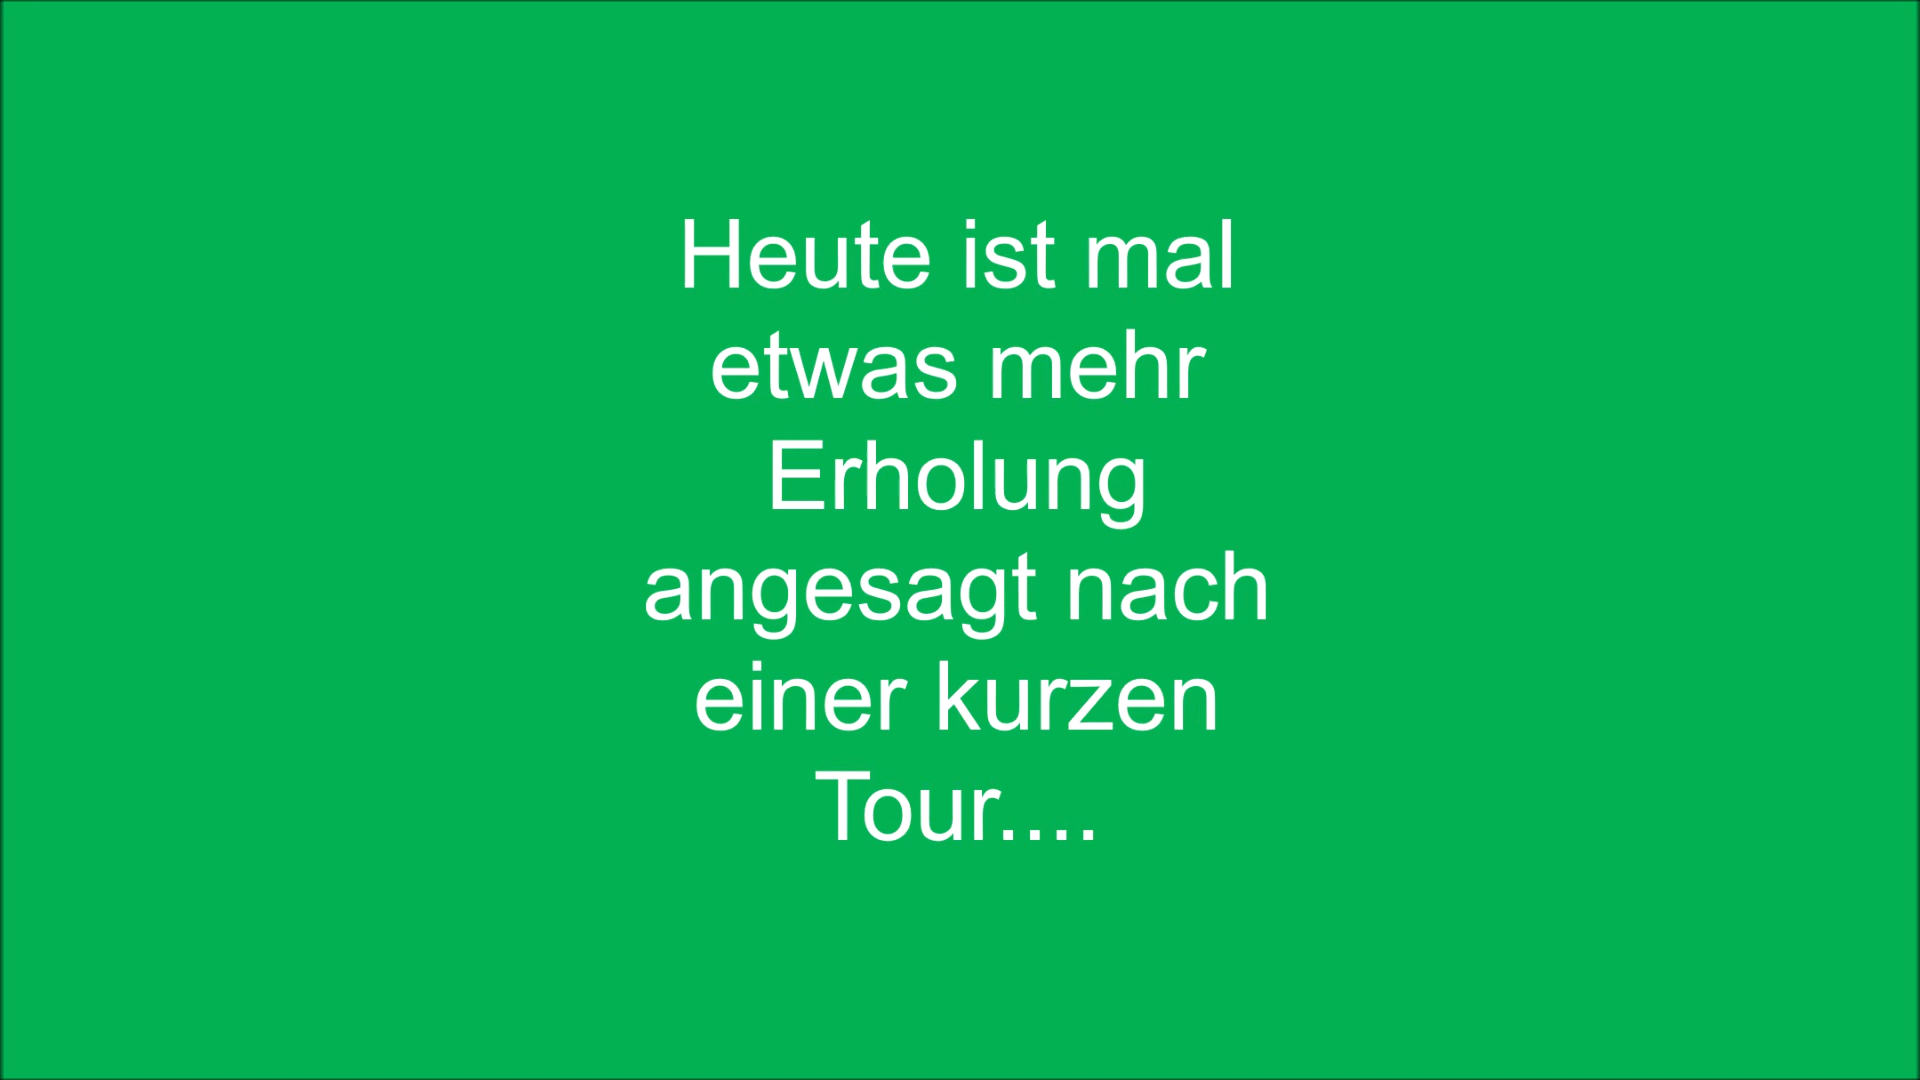 Heute ist mal
etwas mehr
Erholung
angesagt nach
einer kurzen
Tour....